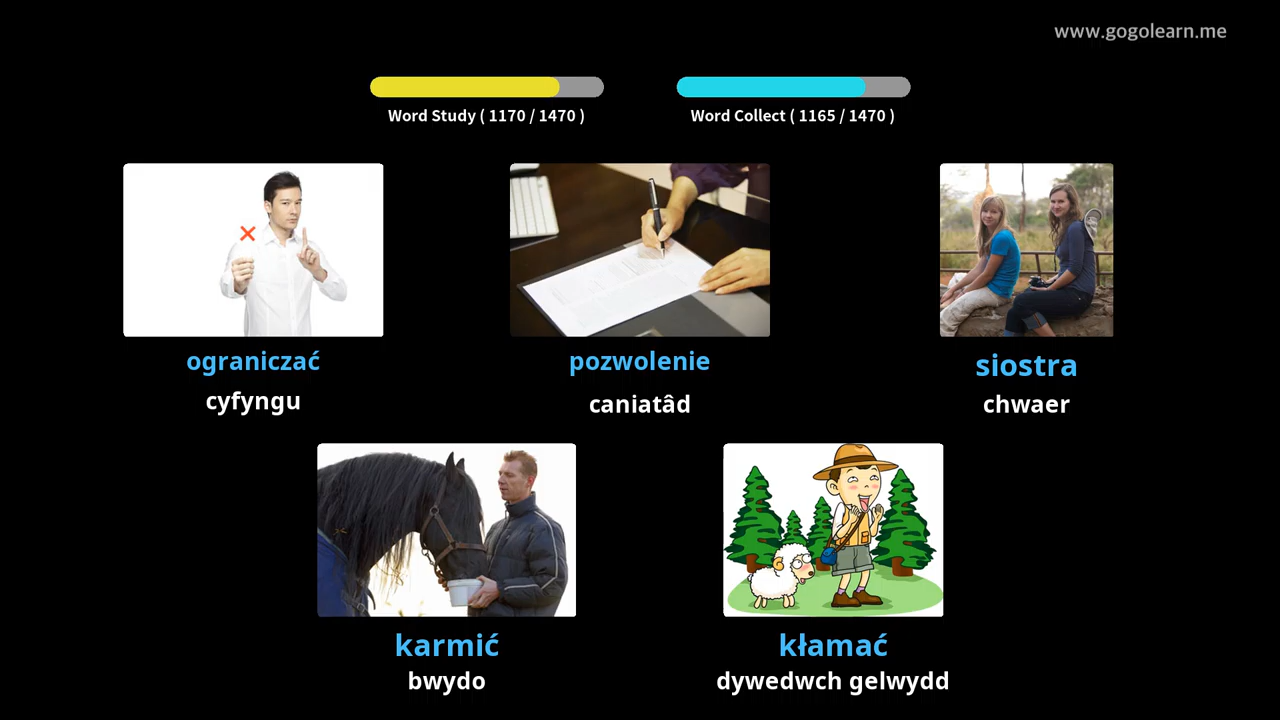 www.gogolearn.me
Word Study ( 1170 / 1470 )
Word Collect ( 1165 / 1470 )
ograniczać
cyfyngu
pozwolenie
caniatâd
siostra
chwaer
karmić
bwydo
kłamać
dywedwch gelwydd